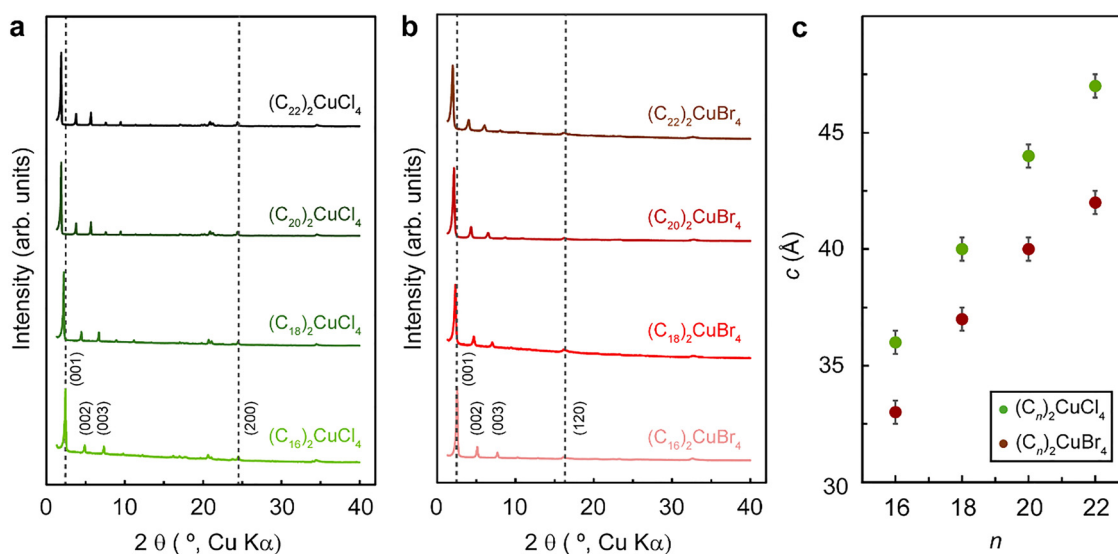 a
Intensity (arb. units)
(C22)2CuCl4
(C20)2CuCl4
(C18)2CuCl4
(C16)2CuCl4
(001)
(002)
(003)
(200)
0
10
20
30
40
2 θ ( º, Cu Kα)
b
Intensity (arb. units)
(C22)2CuBr4
(C20)2CuBr4
(C18)2CuBr4
(C16)2CuBr4
(001)
(002)
(003)
(120)
0
10
20
30
40
2 θ ( º, Cu Kα)
c
c (Å)
45
40
35
30
(Cn)2CuCl4
(Cn)2CuBr4
16
18
20
22
n